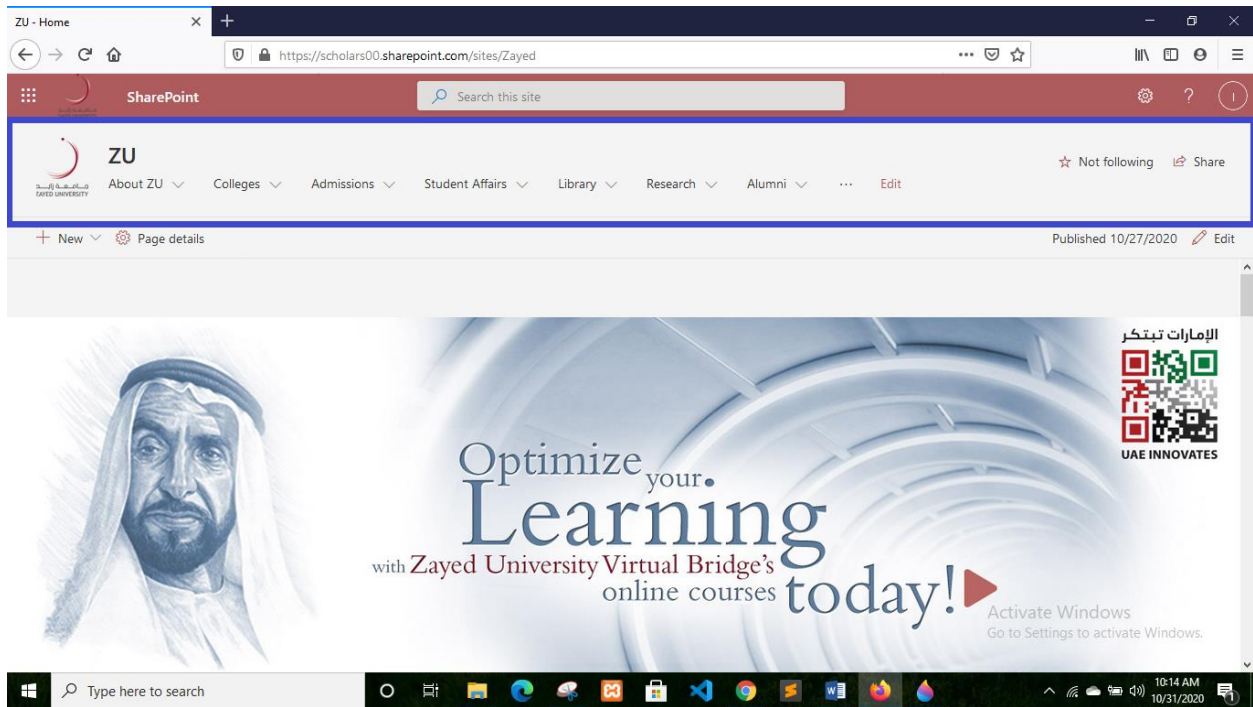 ZU - Home
https://scholars00.sharepoint.com/sites/Zayed
SharePoint
Search this site
?
I
ZU
Not following
Share
ZAYED UNIVERSITY
About ZU
Colleges
Admissions
Student Affairs
Library
Research
Alumni
...
Edit
New
Page details
Published 10/27/2020
Edit
الإمارات تبتكر
UAE INNOVATES
Optimize
your
Learning
with Zayed University Virtual Bridge's
online courses today!
Activate Windows
Go to Settings to activate Windows.
Type here to search
10:14 AM
10/31/2020
1